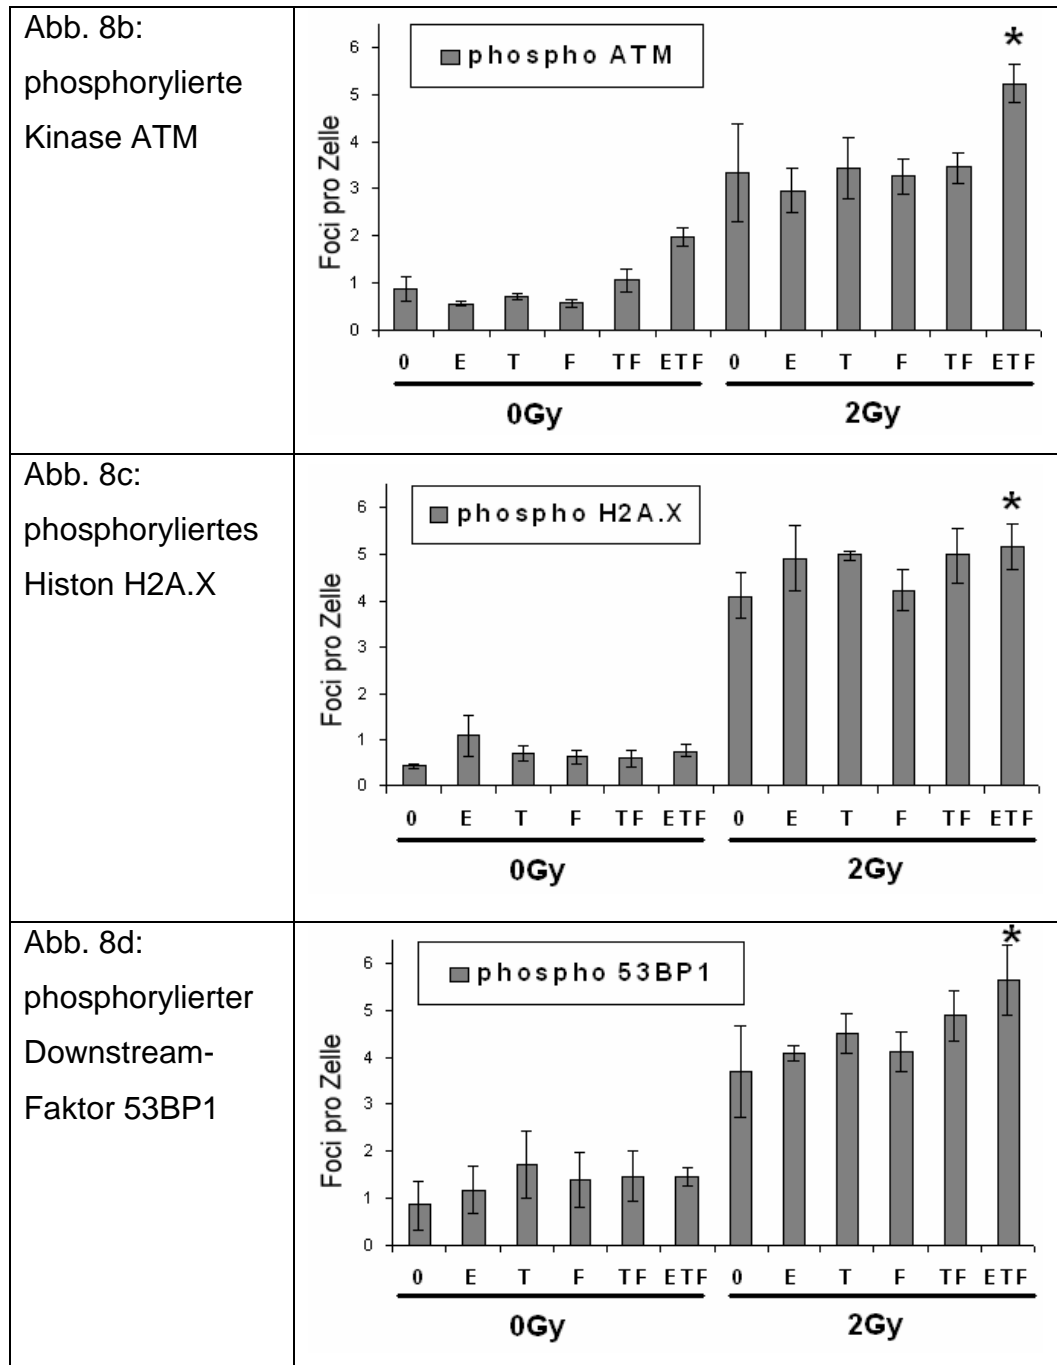 Abb. 8b:
phosphorylierte
Kinase ATM
phospho ATM
*
Foci pro Zelle
6
5
4
3
2
1
0
0 E T F TF ETF 0 E T F TF ETF
0Gy 2Gy
Abb. 8c:
phosphoryliertes
Histon H2A.X
phospho H2A.X
*
Foci pro Zelle
6
5
4
3
2
1
0
0 E T F TF ETF 0 E T F TF ETF
0Gy 2Gy
Abb. 8d:
phosphorylierter
Downstream-
Faktor 53BP1
phospho 53BP1
*
Foci pro Zelle
6
5
4
3
2
1
0
0 E T F TF ETF 0 E T F TF ETF
0Gy 2Gy